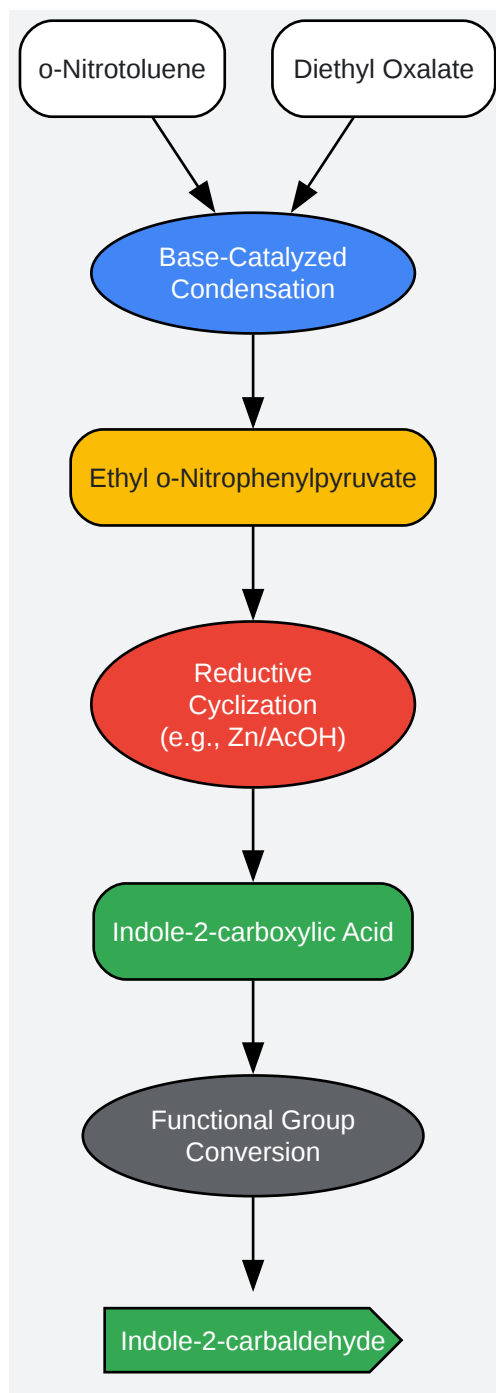 o-Nitrotoluene
Diethyl Oxalate
Base-Catalyzed
Condensation
Ethyl o-Nitrophenylpyruvate
Reductive
Cyclization
(e.g., Zn/AcOH)
Indole-2-carboxylic Acid
Functional Group
Conversion
Indole-2-carbaldehyde